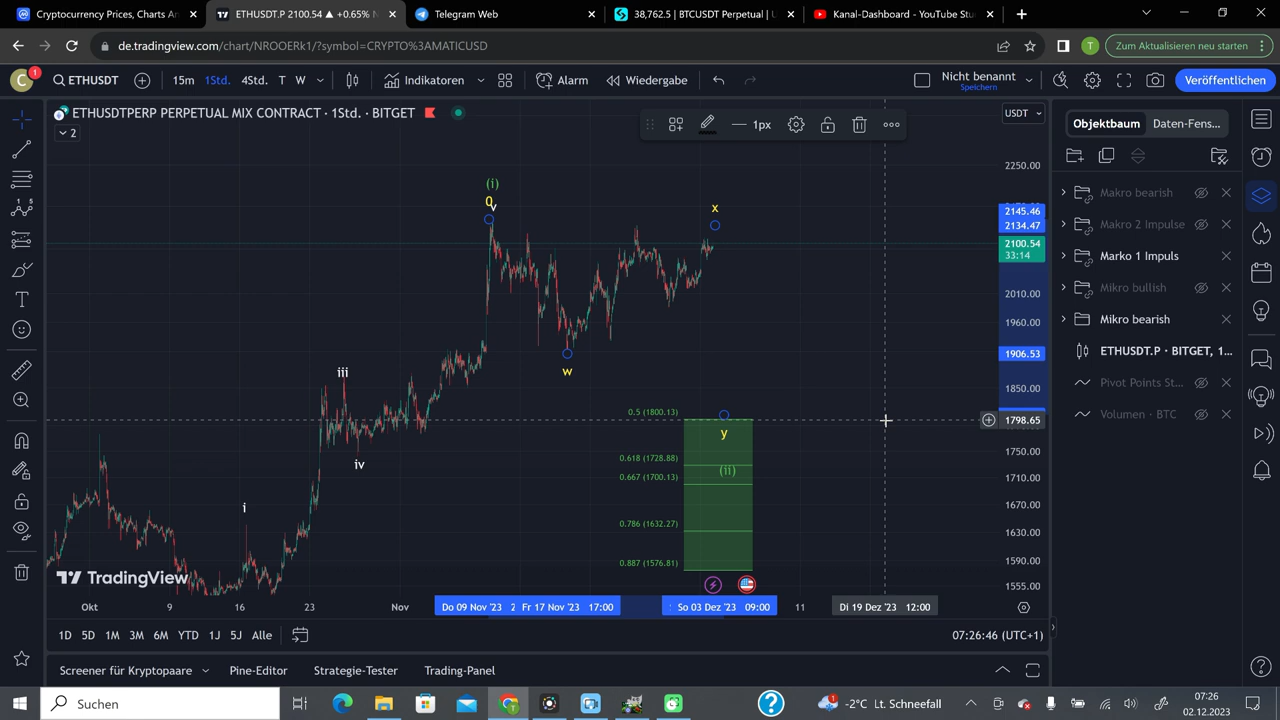 Cryptocurrency Prices, Charts An
ETHUSDT.P 2100.54 ▲ +0.65% N
Telegram Web
38,762.5 | BTCUSDT Perpetual | U
Kanal-Dashboard - YouTube Stu
de.tradingview.com/chart/NROOERk1/?symbol=CRYPTO%3AMATICUSD
T
Zum Aktualisieren neu starten
C
1
ETHUSDT
15m
1Std.
4Std.
T
W
Indikatoren
Alarm
Wiedergabe
Nicht benannt
Speichern
Veröffentlichen
ETHUSDTPERP PERPETUAL MIX CONTRACT · 1Std. · BITGET
2
1px
USDT
Objektbaum
Daten-Fens...
Makro bearish
Makro 2 Impulse
Marko 1 Impuls
Mikro bullish
Mikro bearish
ETHUSDT.P · BITGET, 1...
Pivot Points St...
Volumen · BTC
2250.00
2145.46
2134.47
2100.54
33:14
2010.00
1960.00
1906.53
1850.00
1798.65
1750.00
1710.00
1670.00
1630.00
1590.00
1555.00
(i)
0
v
x
w
iii
iv
i
0.5 (1800.13)
y
0.618 (1728.88)
(ii)
0.667 (1700.13)
0.786 (1632.27)
0.887 (1576.81)
TradingView
Okt
9
16
23
Nov
Do 09 Nov '23
Fr 17 Nov '23 17:00
So 03 Dez '23 09:00
11
Di 19 Dez '23 12:00
1D
5D
1M
3M
6M
YTD
1J
5J
Alle
07:26:46 (UTC+1)
Screener für Kryptopaare
Pine-Editor
Strategie-Tester
Trading-Panel
Suchen
1
-2°C Lt. Schneefall
07:26
02.12.2023